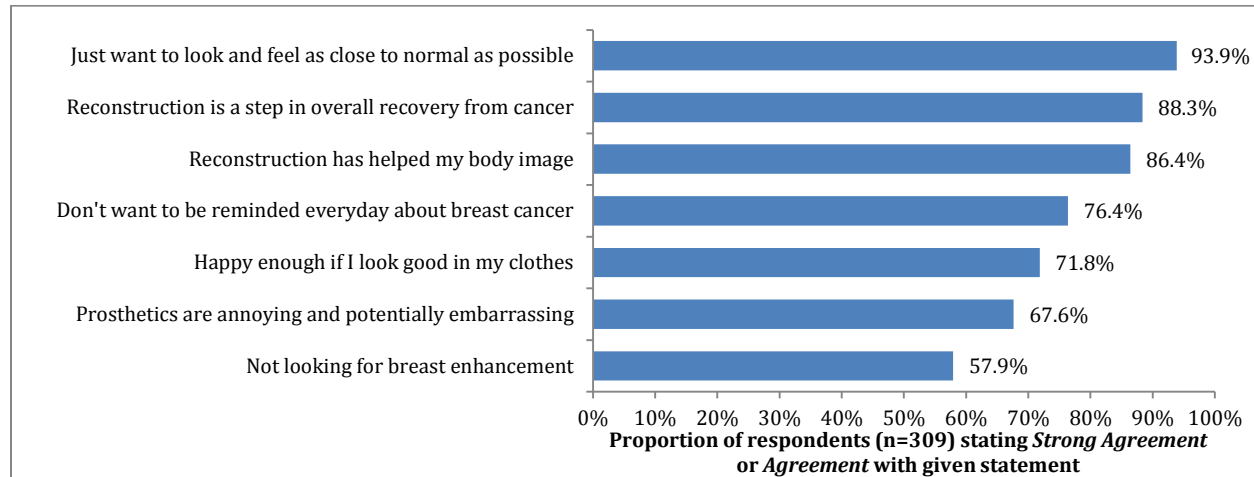 Just want to look and feel as close to normal as possible
93.9%
Reconstruction is a step in overall recovery from cancer
88.3%
Reconstruction has helped my body image
86.4%
Don't want to be reminded everyday about breast cancer
76.4%
Happy enough if I look good in my clothes
71.8%
Prosthetics are annoying and potentially embarrassing
67.6%
Not looking for breast enhancement
57.9%
0% 10% 20% 30% 40% 50% 60% 70% 80% 90% 100%
Proportion of respondents (n=309) stating Strong Agreement
or Agreement with given statement